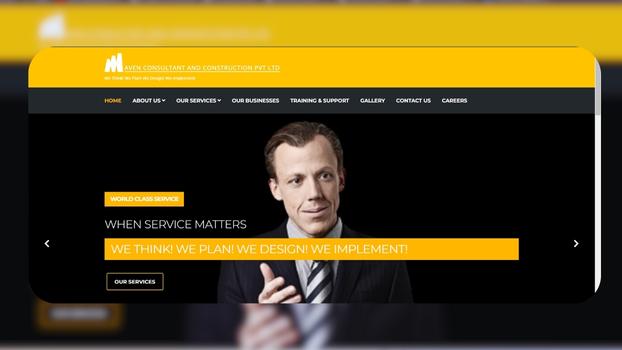 MAVEN CONSULTANT AND CONSTRUCTION PVT LTD
We Think! We Plan! We Design! We Implement!
HOME ABOUT US OUR SERVICES OUR BUSINESSES TRAINING & SUPPORT GALLERY CONTACT US CAREERS
WORLD CLASS SERVICE
WHEN SERVICE MATTERS
WE THINK! WE PLAN! WE DESIGN! WE IMPLEMENT!
OUR SERVICES